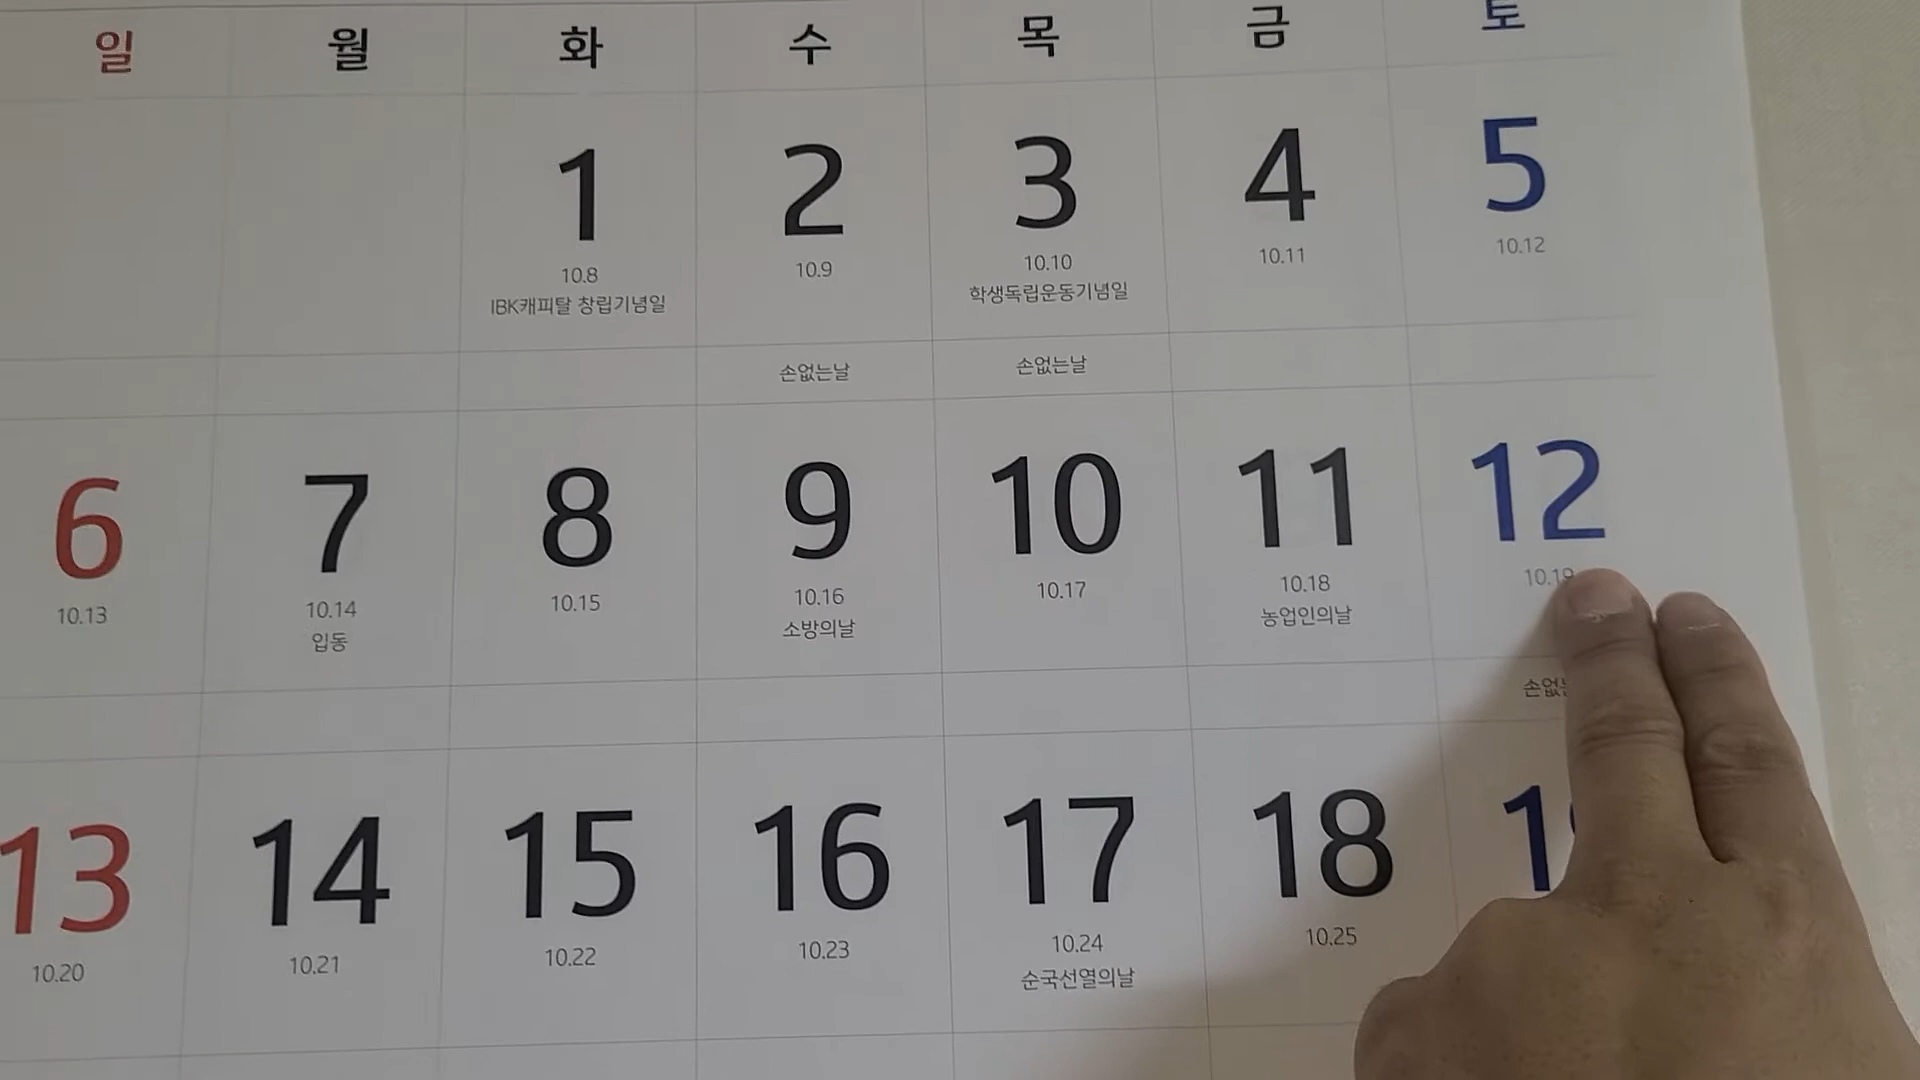 일 월 화 수 목 금 토
1 2 3 4 5
10.8 10.9 10.10 10.11 10.12
IBK캐피탈 창립기념일 학생독립운동기념일
손없는날 손없는날
6 7 8 9 10 11 12
10.13 10.14 10.15 10.16 10.17 10.18 10.19
입동 소방의날 농업인의날
13 14 15 16 17 18
10.20 10.21 10.22 10.23 10.24 10.25
순국선열의날